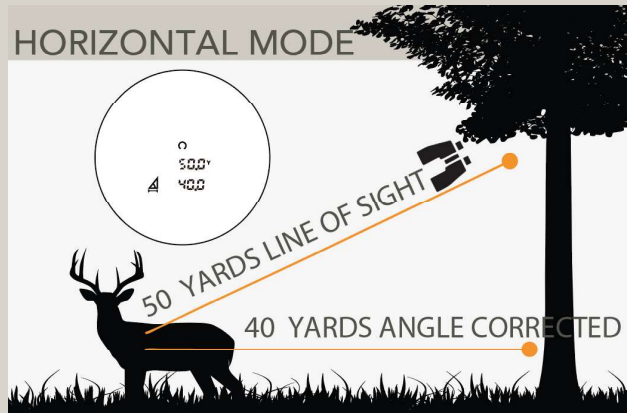 HORIZONTAL MODE
50.0Y
40.0
50 YARDS LINE OF SIGHT
40 YARDS ANGLE CORRECTED